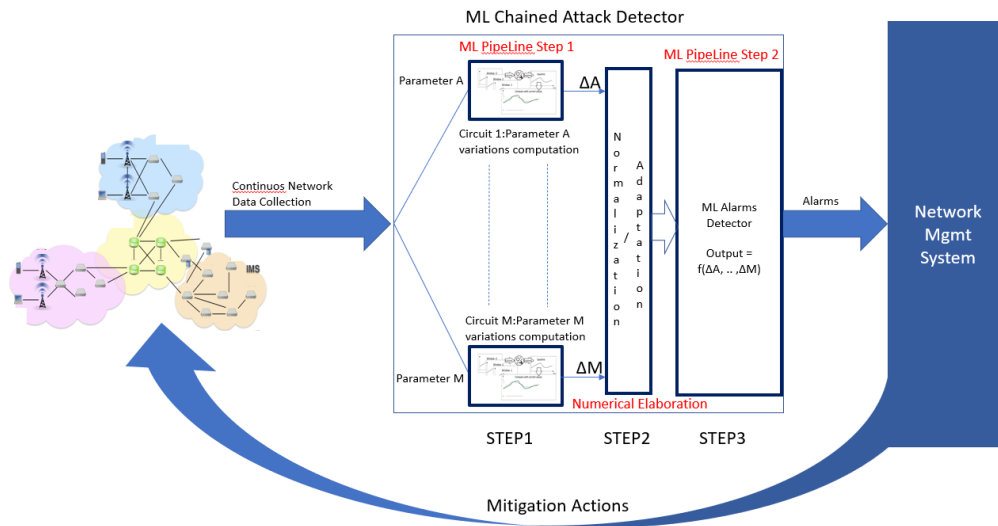 ML Chained Attack Detector
ML PipeLine Step 1
ML PipeLine Step 2
Parameter A
ΔA
Circuit 1:Parameter A
variations computation
Continuos Network
Data Collection
IMS
Normalization
/
Adaptation
ML Alarms
Detector
Output =
f(ΔA, .. ,ΔM)
Alarms
Network
Mgmt
System
Circuit M:Parameter M
variations computation
Parameter M
ΔM
Numerical Elaboration
STEP1
STEP2
STEP3
Mitigation Actions